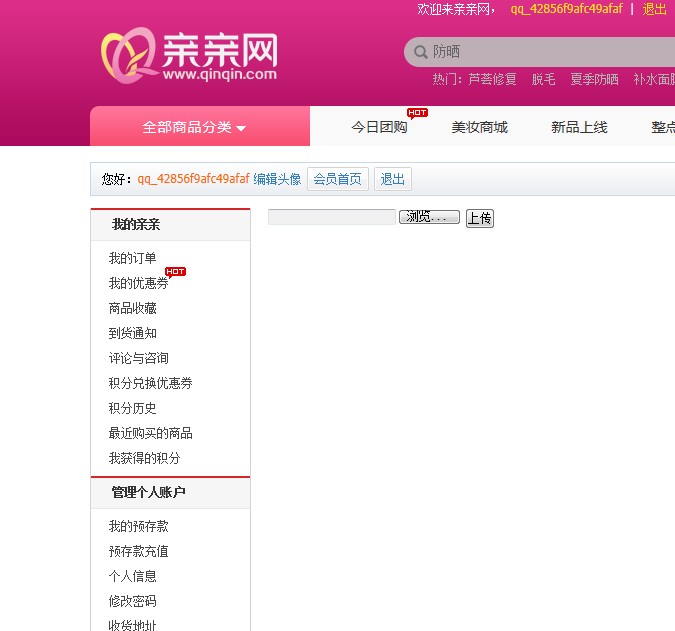 欢迎来亲亲网， qq_42856f9afc49afaf | 退出
亲亲网
www.qinqin.com
防晒
热门： 芦荟修复 脱毛 夏季防晒 补水面膜
全部商品分类 今日团购 HOT 美妆商城 新品上线 整点
您好：qq_42856f9afc49afaf 编辑头像 会员首页 退出
我的亲亲
浏览... 上传
我的订单
我的优惠券 HOT
商品收藏
到货通知
评论与咨询
积分兑换优惠券
积分历史
最近购买的商品
我获得的积分
管理个人账户
我的预存款
预存款充值
个人信息
修改密码
收货地址